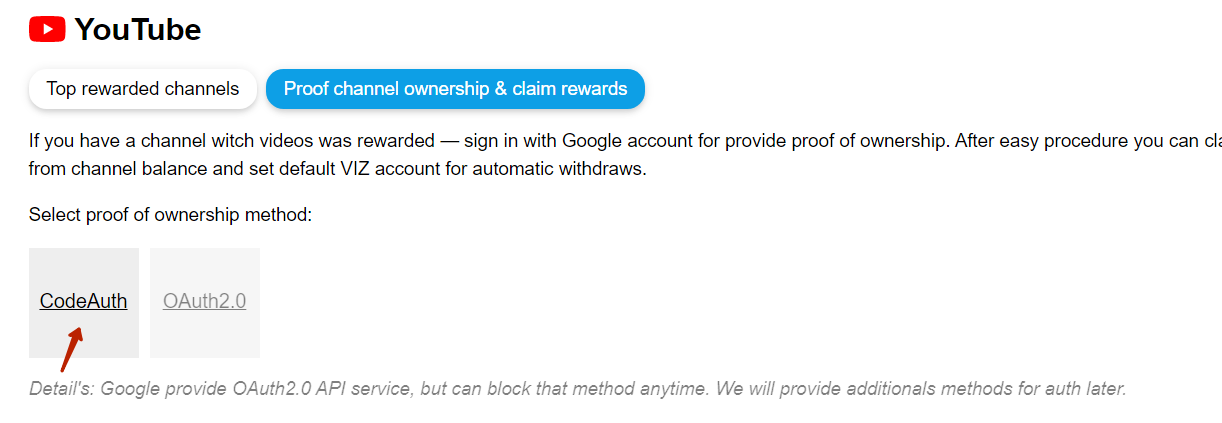 YouTube
Top rewarded channels
Proof channel ownership & claim rewards
If you have a channel witch videos was rewarded — sign in with Google account for provide proof of ownership. After easy procedure you can
from channel balance and set default VIZ account for automatic withdraws.
Select proof of ownership method:
CodeAuth
OAuth2.0
Detail's: Google provide OAuth2.0 API service, but can block that method anytime. We will provide additionals methods for auth later.